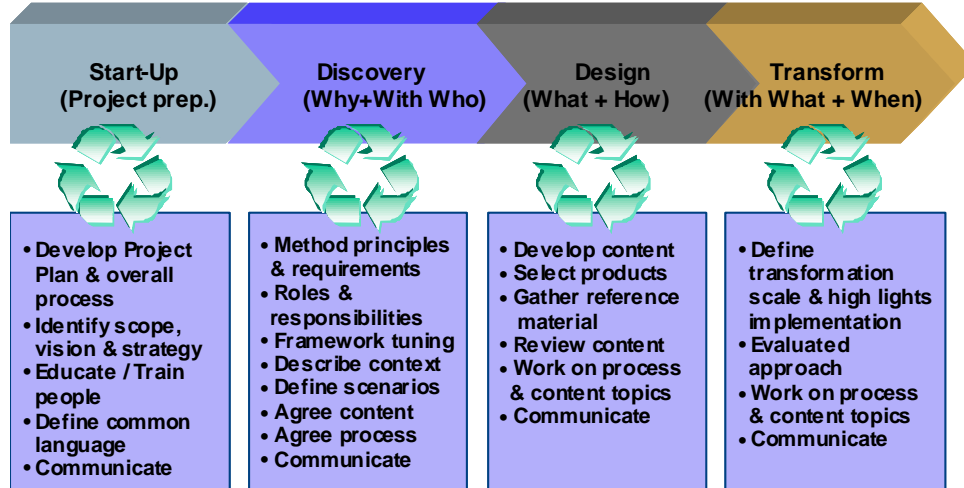 Start-Up
(Project prep.)
Discovery
(Why+With Who)
Design
(What + How)
Transform
(With What + When)
• Develop Project
Plan & overall
process
• Identify scope,
vision & strategy
• Educate / Train
people
• Define common
language
• Communicate
• Method principles
& requirements
• Roles &
responsibilities
• Framework tuning
• Describe context
• Define scenarios
• Agree content
• Agree process
• Communicate
• Develop content
• Select products
• Gather reference
material
• Review content
• Work on process
& content topics
• Communicate
• Define
transformation
scale & high lights
implementation
• Evaluated
approach
• Work on process
& content topics
• Communicate